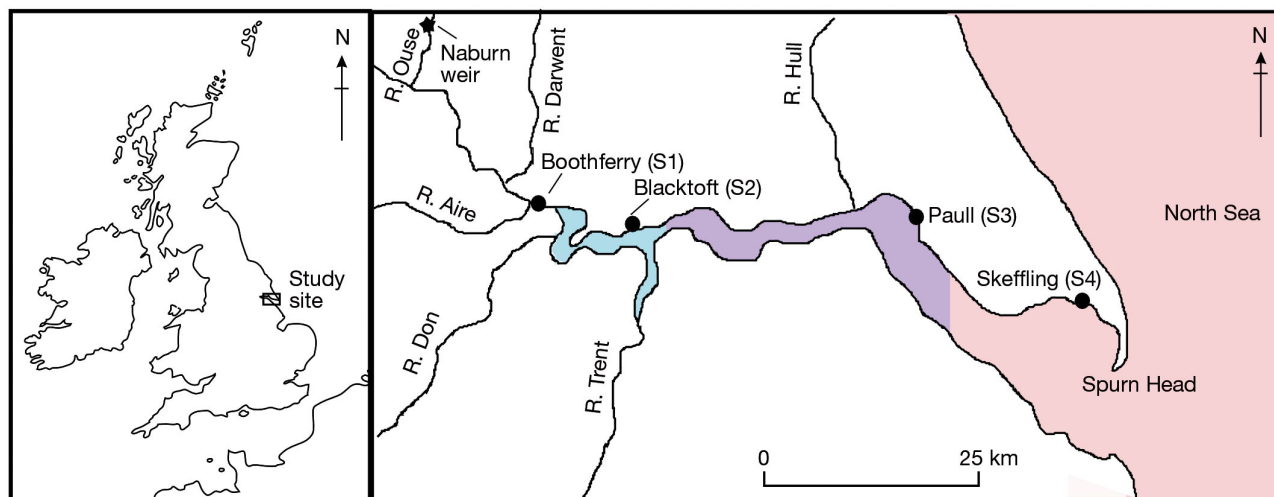 N
Study
site
R. Ouse
Naburn
weir
R. Darwent
R. Hull
N
Boothferry (S1)
Blacktoft (S2)
R. Aire
Paull (S3)
North Sea
Skeffling (S4)
R. Don
R. Trent
Spurn Head
0
25 km